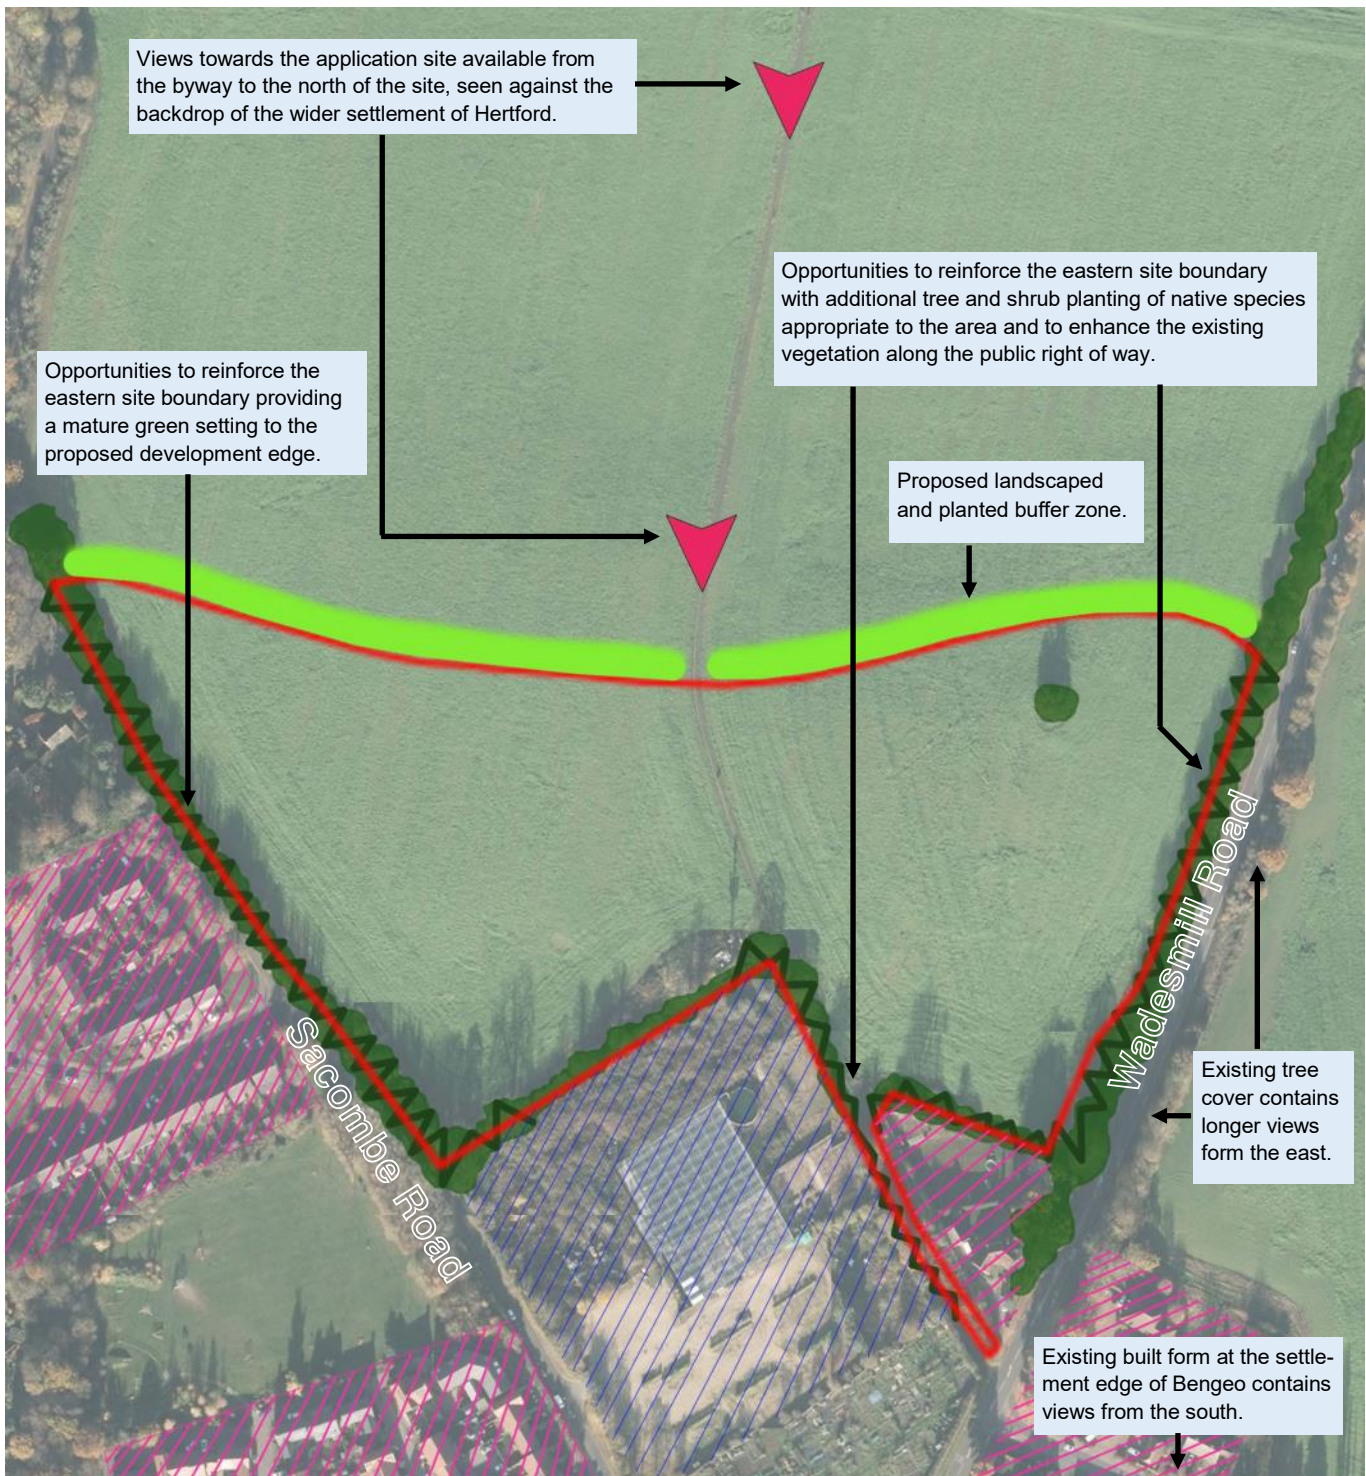 Views towards the application site available from
the byway to the north of the site, seen against the
backdrop of the wider settlement of Hertford.
Opportunities to reinforce the eastern site boundary
with additional tree and shrub planting of native species
appropriate to the area and to enhance the existing
vegetation along the public right of way.
Opportunities to reinforce the
eastern site boundary providing
a mature green setting to the
proposed development edge.
Proposed landscaped
and planted buffer zone.
Wadesmill Road
Sacombe Road
Existing tree
cover contains
longer views
form the east.
Existing built form at the settle-
ment edge of Bengeo contains
views from the south.